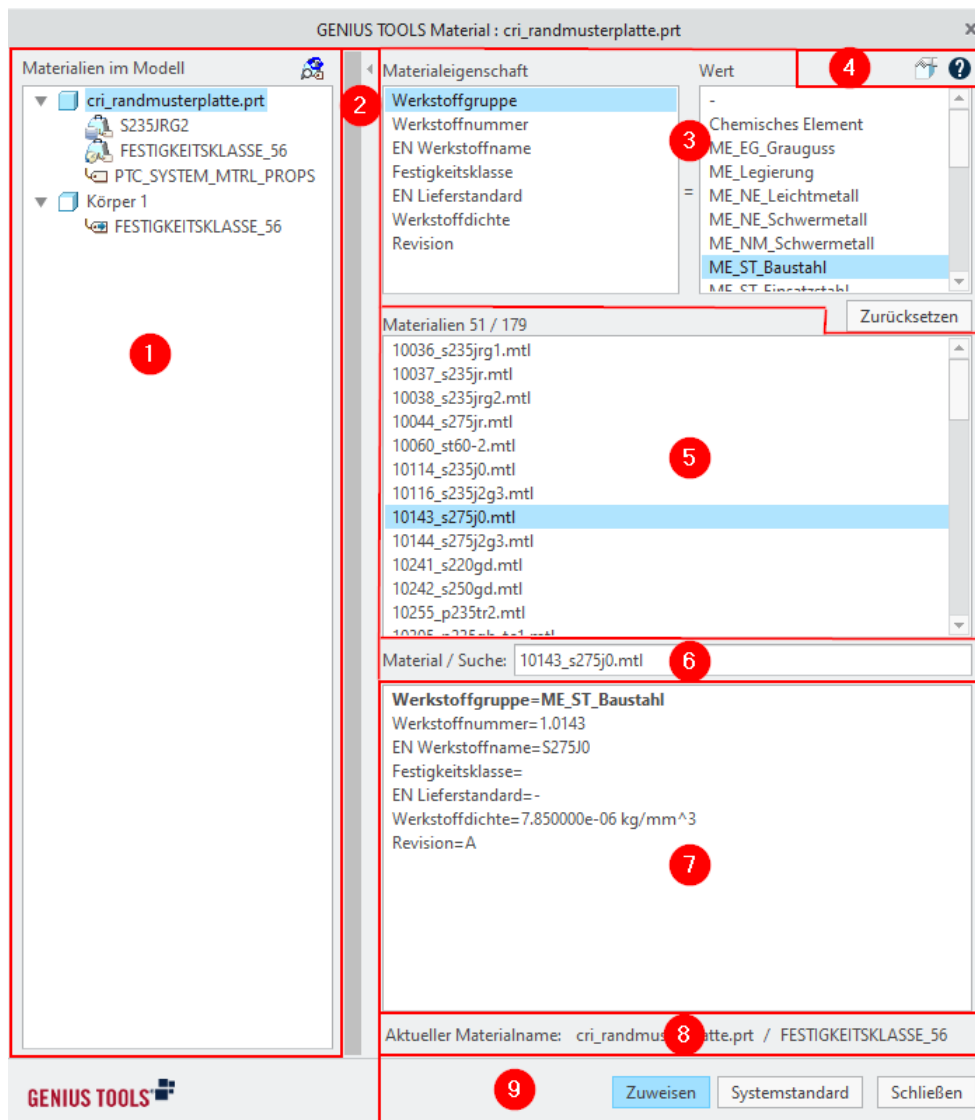 GENIUS TOOLS Material : cri_randmusterplatte.prt x
Materialien im Modell
cri_randmusterplatte.prt
S235JRG2
FESTIGKEITSKLASSE_56
PTC_SYSTEM_MTRL_PROPS
Körper 1
FESTIGKEITSKLASSE_56
1
2
Materialeigenschaft
Werkstoffgruppe
Werkstoffnummer
EN Werkstoffname
Festigkeitsklasse
EN Lieferstandard
Werkstoffdichte
Revision
3
=
Wert
-
Chemisches Element
ME_EG_Grauguss
ME_Legierung
ME_NE_Leichtmetall
ME_NE_Schwermetall
ME_NM_Schwermetall
ME_ST_Baustahl
ME_ST_Einsatzstahl
4 ?
Zurücksetzen
Materialien 51 / 179
10036_s235jrg1.mtl
10037_s235jr.mtl
10038_s235jrg2.mtl
10044_s275jr.mtl
10060_st60-2.mtl
10114_s235j0.mtl
10116_s235j2g3.mtl
10143_s275j0.mtl
10144_s275j2g3.mtl
10241_s220gd.mtl
10242_s250gd.mtl
10255_p235tr2.mtl
5
Material / Suche: 10143_s275j0.mtl
6
Werkstoffgruppe=ME_ST_Baustahl
Werkstoffnummer=1.0143
EN Werkstoffname=S275J0
Festigkeitsklasse=
EN Lieferstandard=-
Werkstoffdichte=7.850000e-06 kg/mm^3
Revision=A
7
Aktueller Materialname: cri_randmus 8 atte.prt / FESTIGKEITSKLASSE_56
GENIUS TOOLS
9
Zuweisen Systemstandard Schließen